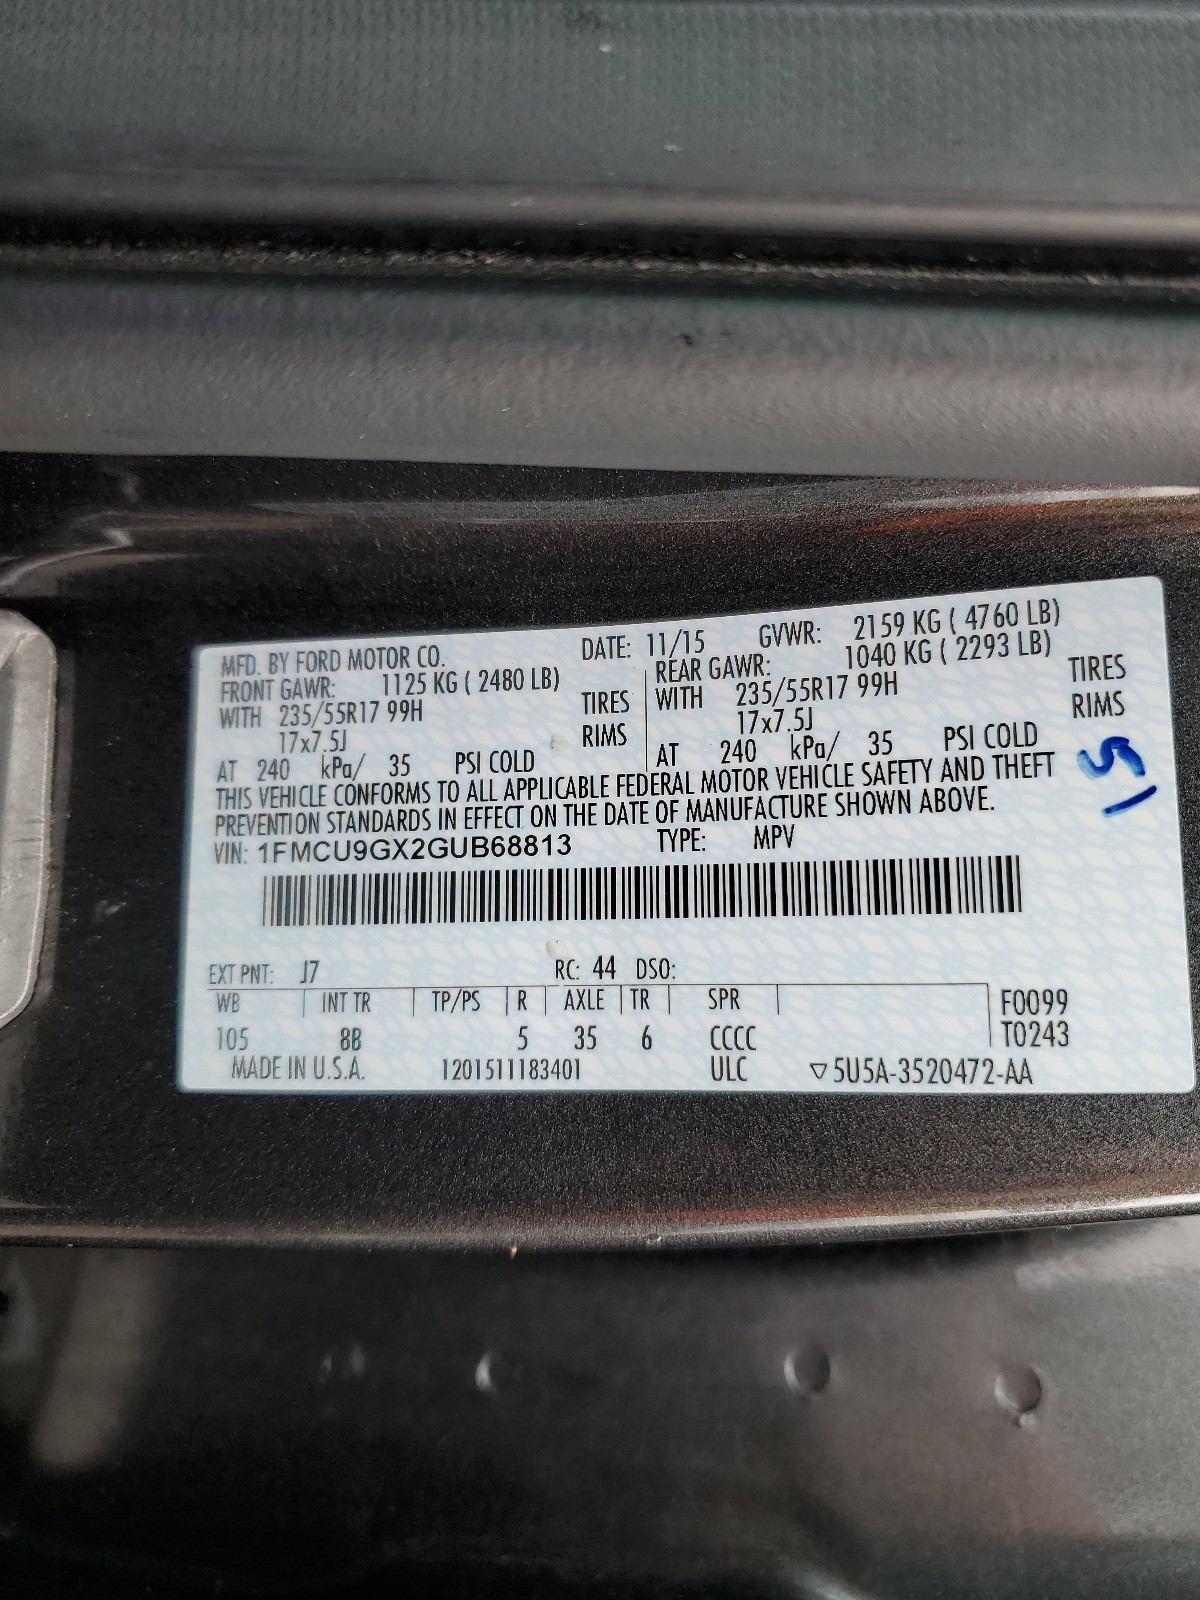 MFD. BY FORD MOTOR CO. DATE: 11/15 GVWR: 2159 KG ( 4760 LB)
FRONT GAWR: 1125 KG ( 2480 LB) REAR GAWR: 1040 KG ( 2293 LB)
WITH 235/55R17 99H TIRES WITH 235/55R17 99H TIRES
17x7.5J RIMS 17x7.5J RIMS
AT 240 kPa/ 35 PSI COLD AT 240 kPa/ 35 PSI COLD
THIS VEHICLE CONFORMS TO ALL APPLICABLE FEDERAL MOTOR VEHICLE SAFETY AND THEFT
PREVENTION STANDARDS IN EFFECT ON THE DATE OF MANUFACTURE SHOWN ABOVE.
VIN: 1FMCU9GX2GUB68813 TYPE: MPV
EXT PNT: J7 RC: 44 DSO:
WB INT TR TP/PS R AXLE TR SPR F0099
105 8B 5 35 6 CCCC T0243
MADE IN U.S.A. 1201511183401 ULC ▽5U5A-3520472-AA